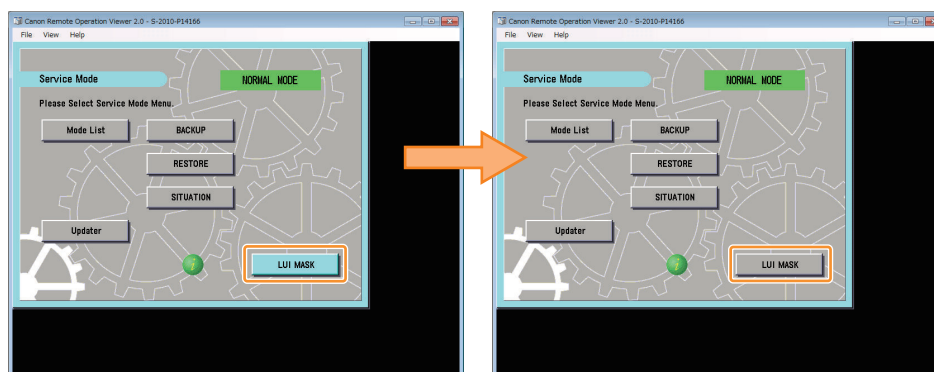 Canon Remote Operation Viewer 2.0 - S-2010-P14166
File View Help
Service Mode
NORMAL MODE
Please Select Service Mode Menu.
Mode List
BACKUP
RESTORE
SITUATION
Updater
LUI MASK
Canon Remote Operation Viewer 2.0 - S-2010-P14166
File View Help
Service Mode
NORMAL MODE
Please Select Service Mode Menu.
Mode List
BACKUP
RESTORE
SITUATION
Updater
LUI MASK